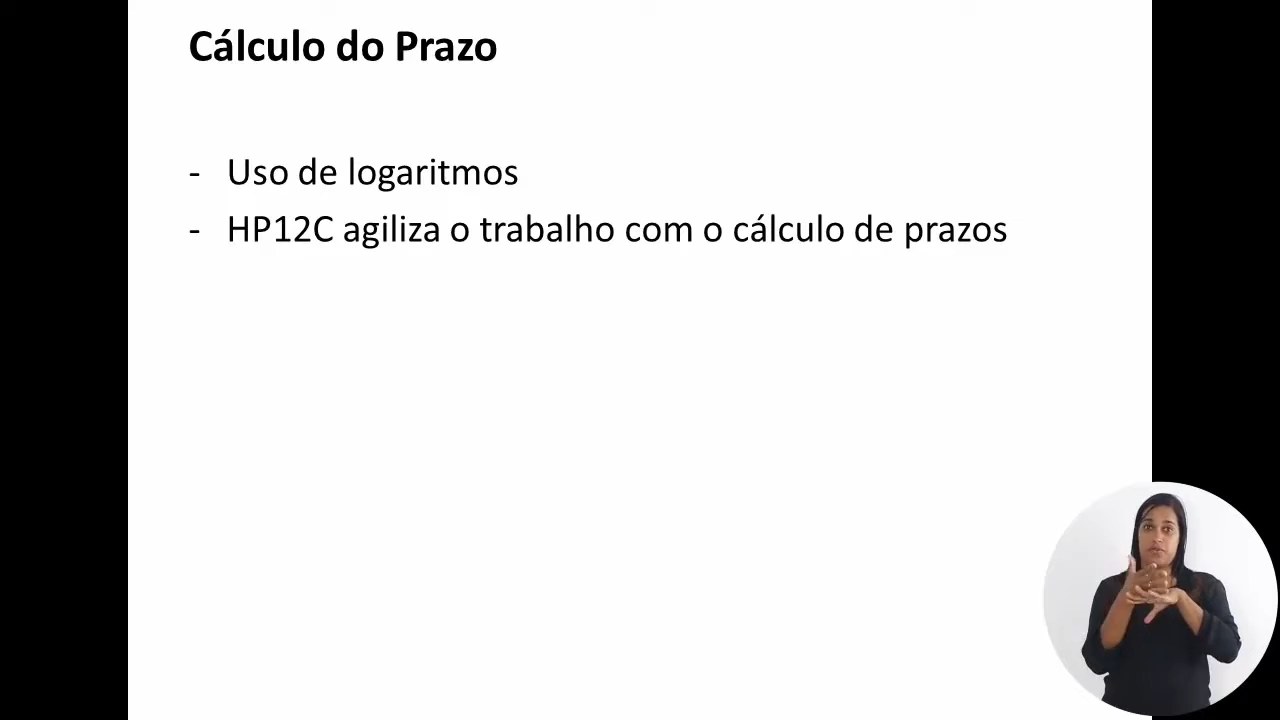 Cálculo do Prazo
- Uso de logaritmos
- HP12C agiliza o trabalho com o cálculo de prazos